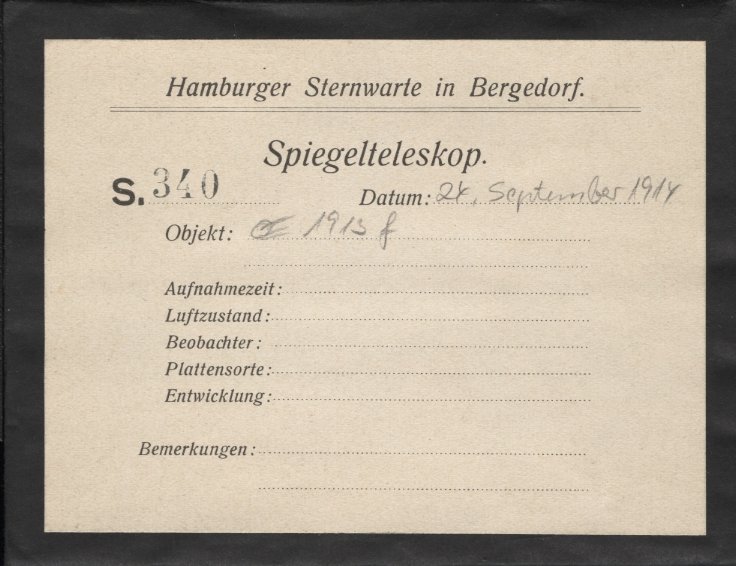 Hamburger Sternwarte in Bergedorf.
Spiegelteleskop.
S. 340
Datum: 24. September 1914
Objekt: 1913 f
Aufnahmezeit:
Luftzustand:
Beobachter:
Plattensorte:
Entwicklung:
Bemerkungen: